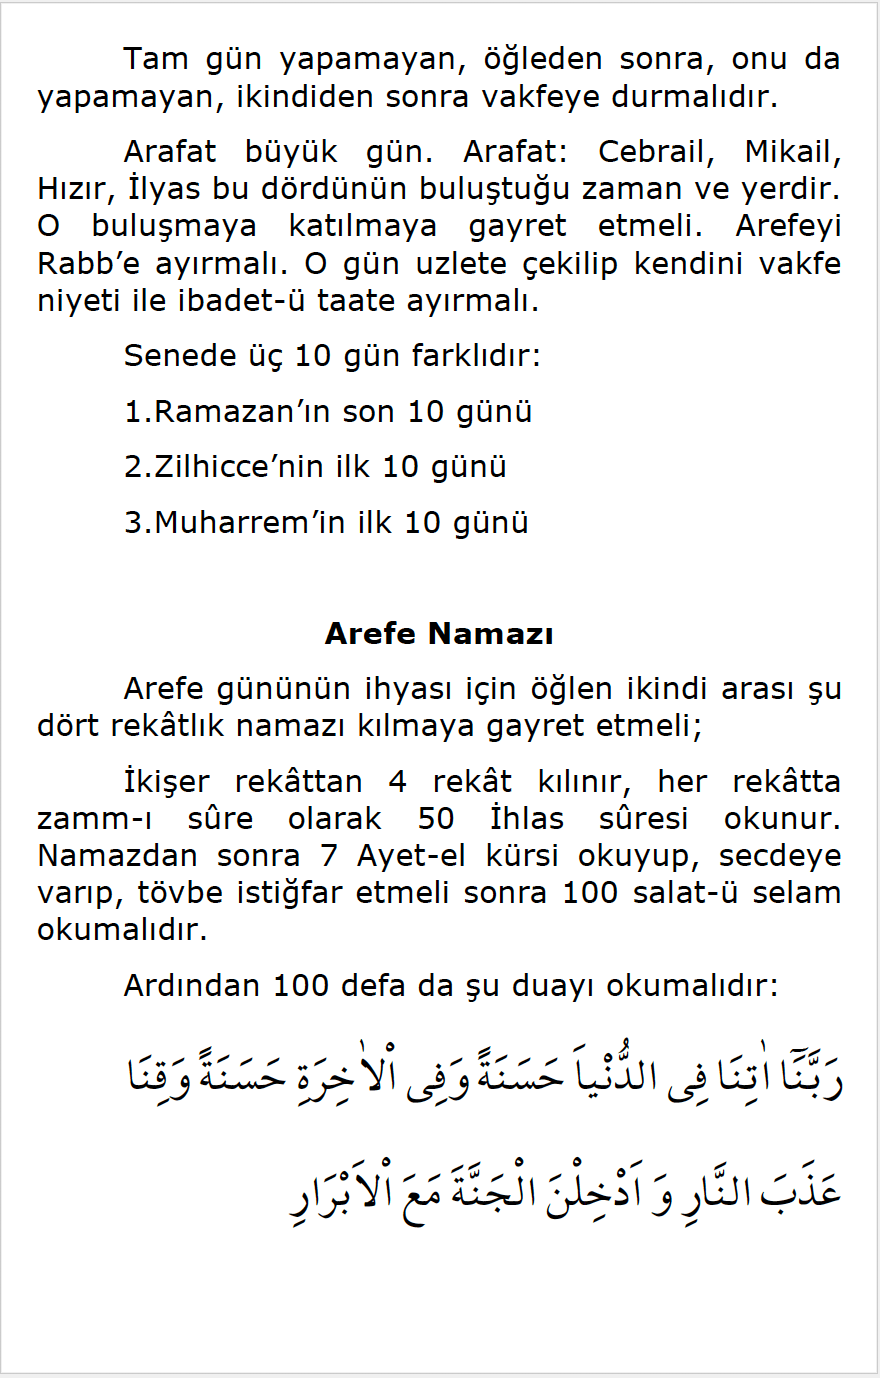 Tam gün yapamayan, öğleden sonra, onu da
yapamayan, ikindiden sonra vakfeye durmalıdır.
Arafat büyük gün. Arafat: Cebrail, Mikail,
Hızır, İlyas bu dördünün buluştuğu zaman ve yerdir.
O buluşmaya katılmaya gayret etmeli. Arefeyi
Rabb’e ayırmalı. O gün uzlete çekilip kendini vakfe
niyeti ile ibadet-ü taate ayırmalı.
Senede üç 10 gün farklıdır:
1.Ramazan’ın son 10 günü
2.Zilhicce’nin ilk 10 günü
3.Muharrem’in ilk 10 günü
Arefe Namazı
Arefe gününün ihyası için öğlen ikindi arası şu
dört rekâtlık namazı kılmaya gayret etmeli;
İkişer rekâttan 4 rekât kılınır, her rekâtta
zamm-ı sûre olarak 50 İhlas sûresi okunur.
Namazdan sonra 7 Ayet-el kürsi okuyup, secdeye
varıp, tövbe istiğfar etmeli sonra 100 salat-ü selam
okumalıdır.
Ardından 100 defa da şu duayı okumalıdır:
رَبَّنَٓا اٰتِنَا فِى الدُّنْياَ حَسَنَةً وَفِى اْلاٰخِرَةِ حَسَنَةً وَقِنَا
عَذَبَ النَّارِ وَ اَدْخِلْنَ الْجَنَّةَ مَعَ اْلاَبْرَارِ